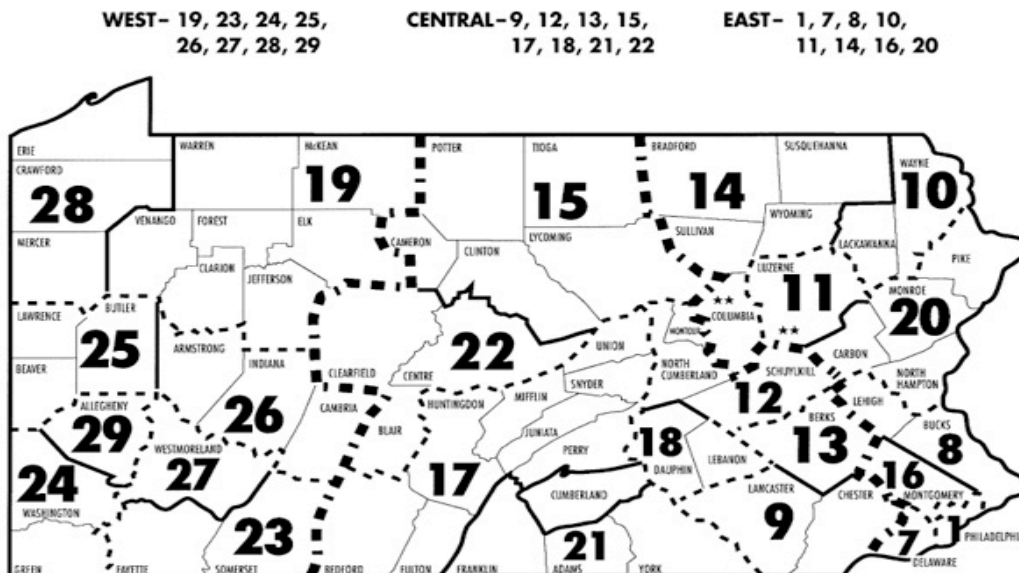 WEST– 19, 23, 24, 25,
26, 27, 28, 29
CENTRAL–9, 12, 13, 15,
17, 18, 21, 22
EAST– 1, 7, 8, 10,
11, 14, 16, 20
ERIE
WARREN
McKEAN
POTTER
TIOGA
BRADFORD
SUSQUEHANNA
WAYNE
CRAWFORD
28
19
15
14
10
VENANGO
FOREST
ELK
WYOMING
MERCER
CAMERON
LYCOMING
SULLIVAN
LACKAWANNA
CLINTON
PIKE
CLARION
JEFFERSON
LUZERNE
11
MONROE
20
LAWRENCE
BUTLER
★★
COLUMBIA
25
ARMSTRONG
22
UNION
MONTOUR
★★
CARBON
BEAVER
INDIANA
CLEARFIELD
CENTRE
NORTH
CUMBERLAND
SCHUYLKILL
NORTH
HAMPTON
SNYDER
ALLEGHENY
29
26
CAMBRIA
HUNTINGDON
MIFFLIN
12
LEHIGH
BERKS
13
BUCKS
8
BLAIR
JUNIATA
WESTMORELAND
27
PERRY
18
DAUPHIN
LEBANON
24
17
16
WASHINGTON
CUMBERLAND
LANCASTER
9
CHESTER
MONTGOMERY
23
21
7
1
PHILADELPHI
GREEN
FAYETTE
SOMERSET
BEDFORD
FULTON
FRANKLIN
ADAMS
YORK
DELAWARE